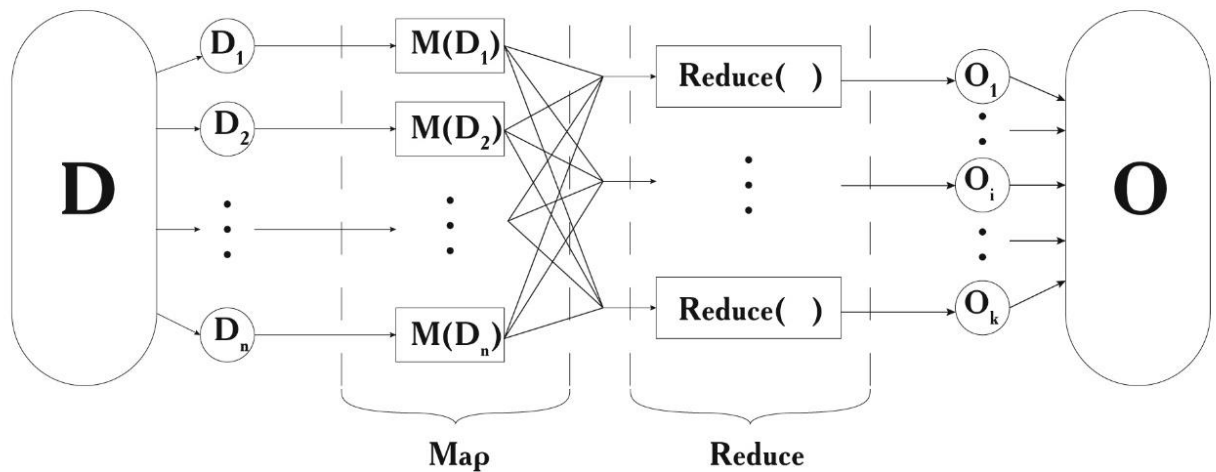 D
D₁
D₂
Dₙ
M(D₁)
M(D₂)
M(Dₙ)
Reduce( )
Reduce( )
O₁
Oᵢ
Oₖ
O
Map
Reduce